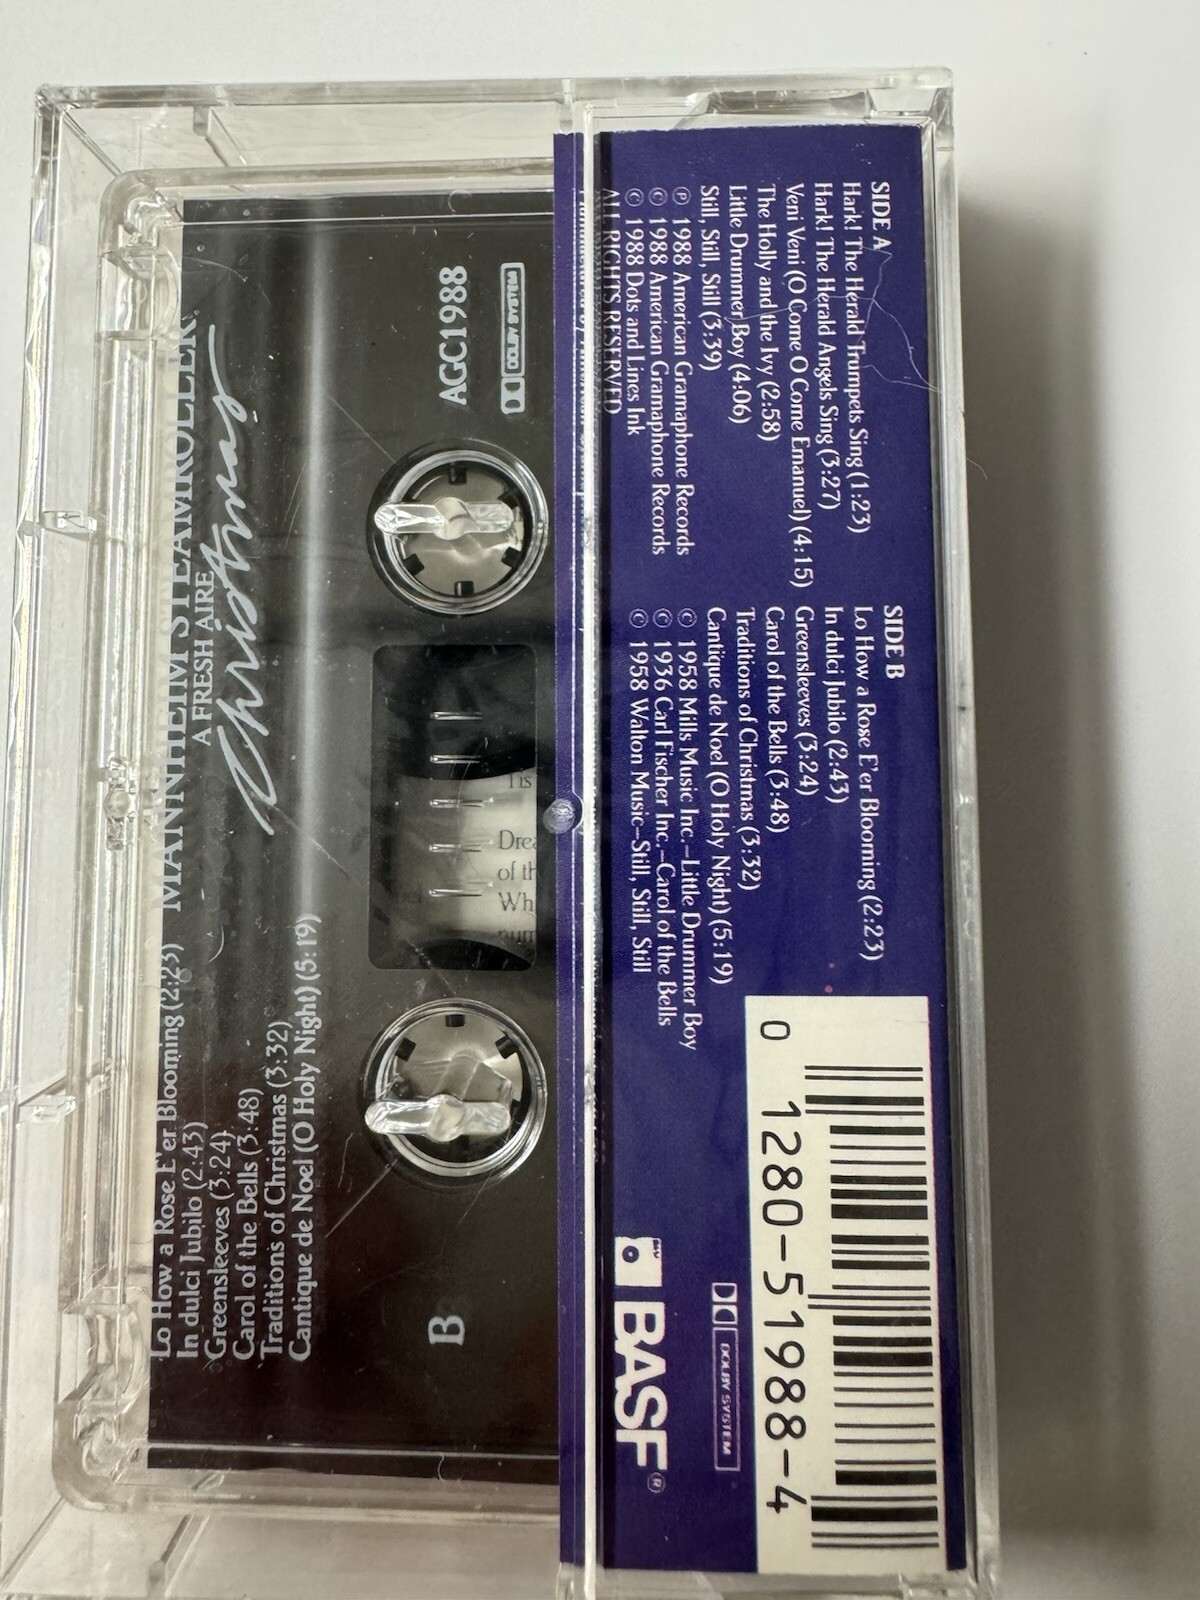 SIDE A
Hark! The Herald Trumpets Sing (1:23)
Hark! The Herald Angels Sing (3:27)
Veni Veni (O Come O Come Emanuel) (4:15)
The Holly and the Ivy (2:58)
Little Drummer Boy (4:06)
Still, Still, Still (3:39)
℗ 1988 American Gramaphone Records
© 1988 American Gramaphone Records
© 1988 Dots and Lines Ink
ALL RIGHTS RESERVED
SIDE B
Lo How a Rose E'er Blooming (2:23)
In dulci Jubilo (2:43)
Greensleeves (3:24)
Carol of the Bells (3:48)
Traditions of Christmas (3:32)
Cantique de Noel (O Holy Night) (5:19)
© 1958 Mills Music Inc.–Little Drummer Boy
© 1936 Carl Fischer Inc.–Carol of the Bells
© 1958 Walton Music–Still, Still, Still
0 1280-51988-4
DOLBY SYSTEM
BASF®
MANNHEIM STEAMROLLER
A FRESH AIRE
Christmas
DOLBY SYSTEM
AGC1988
B
Lo How a Rose E'er Blooming (2:23)
In dulci Jubilo (2:43)
Greensleeves (3:24)
Carol of the Bells (3:48)
Traditions of Christmas (3:32)
Cantique de Noel (O Holy Night) (5:19)
of